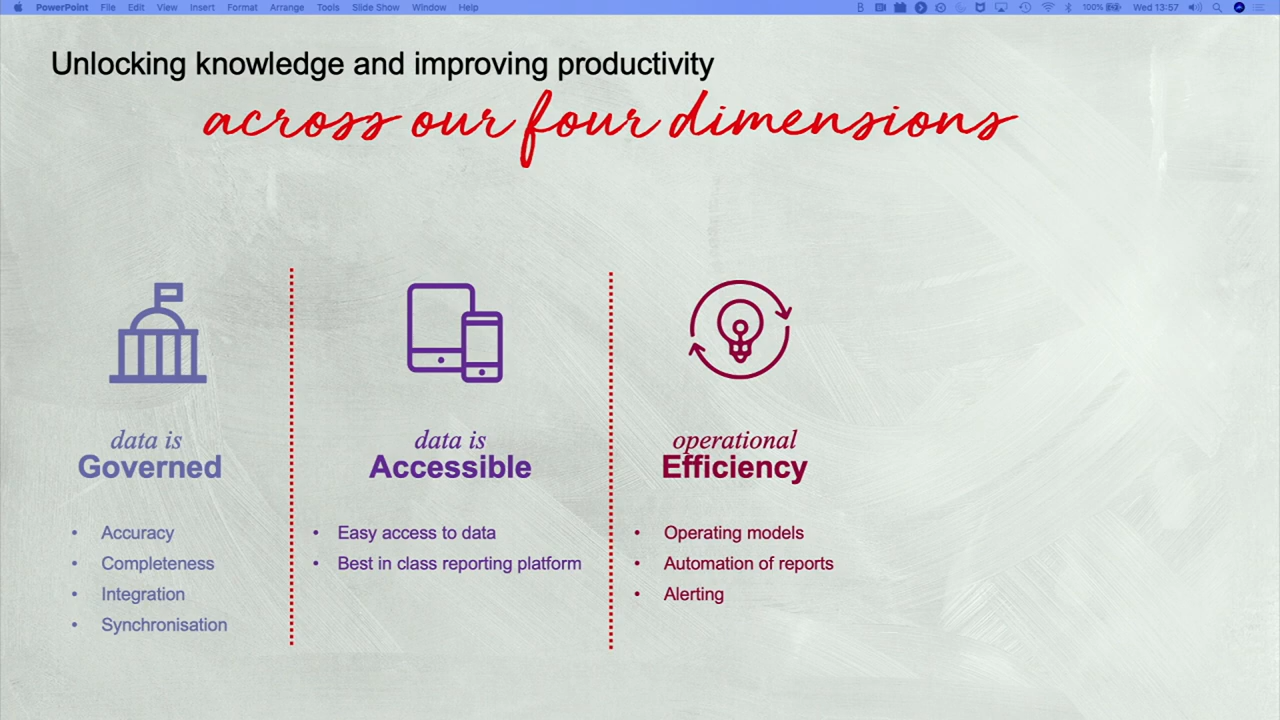 PowerPoint File Edit View Insert Format Arrange Tools Slide Show Window Help 100% Wed 13:57
Unlocking knowledge and improving productivity
across our four dimensions
data is
Governed
• Accuracy
• Completeness
• Integration
• Synchronisation
data is
Accessible
• Easy access to data
• Best in class reporting platform
operational
Efficiency
• Operating models
• Automation of reports
• Alerting